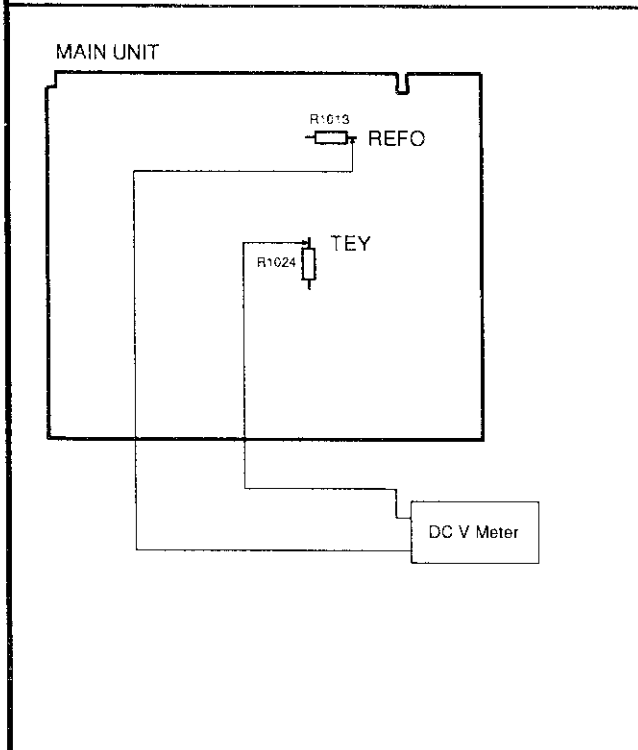 MAIN UNIT
R1013
REFO
TEY
R1024
DC V Meter